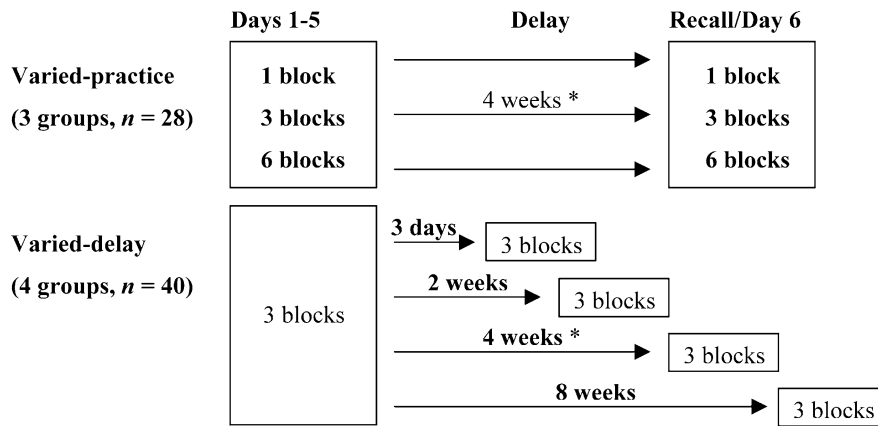 Days 1-5 Delay Recall/Day 6
Varied-practice
(3 groups, n = 28)
1 block
3 blocks
6 blocks
4 weeks *
1 block
3 blocks
6 blocks
Varied-delay
(4 groups, n = 40)
3 blocks
3 days
3 blocks
2 weeks
3 blocks
4 weeks *
3 blocks
8 weeks
3 blocks